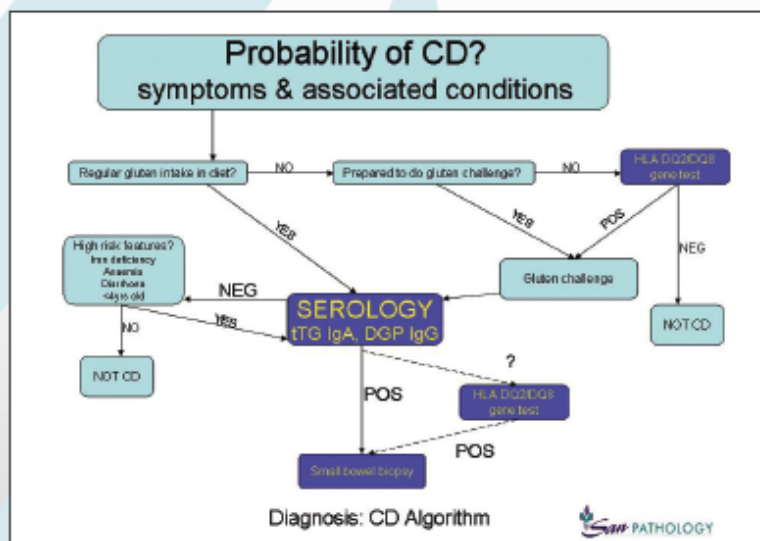 Probability of CD?
symptoms & associated conditions
Regular gluten intake in diet?
NO
Prepared to do gluten challenge?
NO
HLA DQ2/DQ8
gene test
YES
YES
POS
NEG
High risk features?
Iron deficiency
Anaemia
Diarrhoea
<4yrs old
NEG
SEROLOGY
tTG IgA, DGP IgG
Gluten challenge
NOT CD
NO
YES
NOT CD
POS
?
HLA DQ2/DQ8
gene test
POS
Small bowel biopsy
Diagnosis: CD Algorithm
San PATHOLOGY